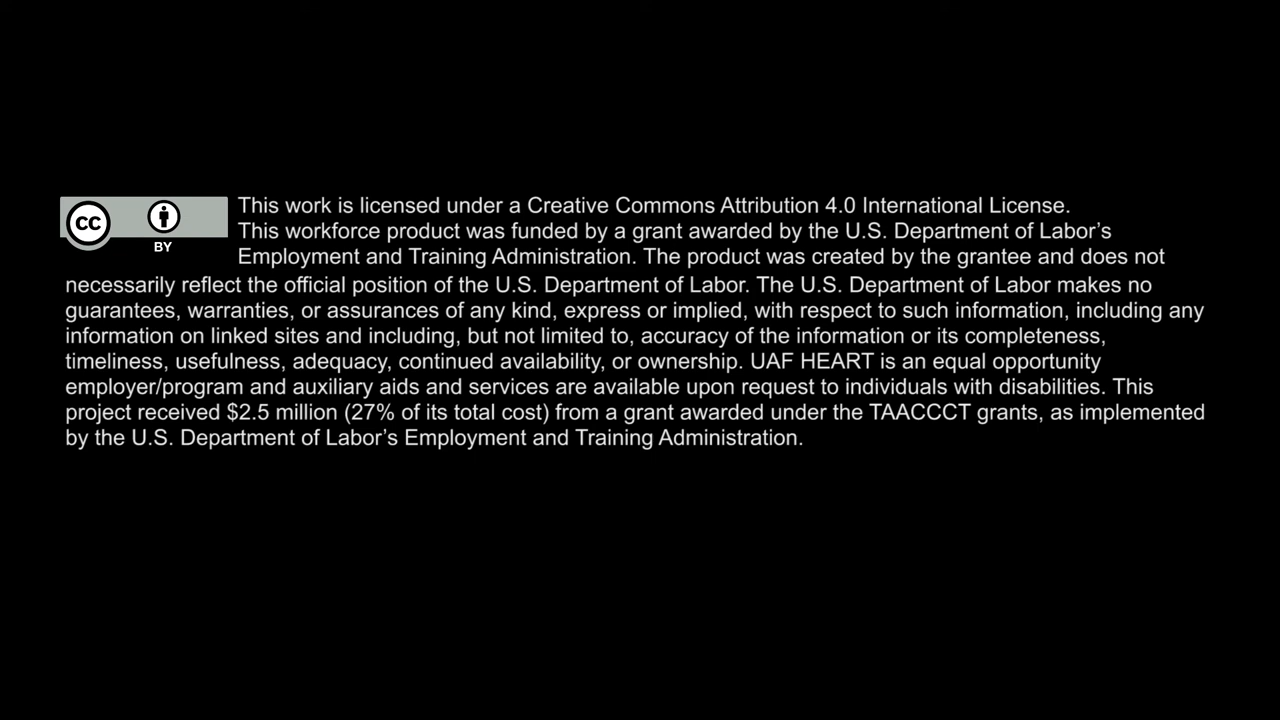 cc
BY
This work is licensed under a Creative Commons Attribution 4.0 International License.
This workforce product was funded by a grant awarded by the U.S. Department of Labor’s
Employment and Training Administration. The product was created by the grantee and does not
necessarily reflect the official position of the U.S. Department of Labor. The U.S. Department of Labor makes no
guarantees, warranties, or assurances of any kind, express or implied, with respect to such information, including any
information on linked sites and including, but not limited to, accuracy of the information or its completeness,
timeliness, usefulness, adequacy, continued availability, or ownership. UAF HEART is an equal opportunity
employer/program and auxiliary aids and services are available upon request to individuals with disabilities. This
project received $2.5 million (27% of its total cost) from a grant awarded under the TAACCCT grants, as implemented
by the U.S. Department of Labor’s Employment and Training Administration.